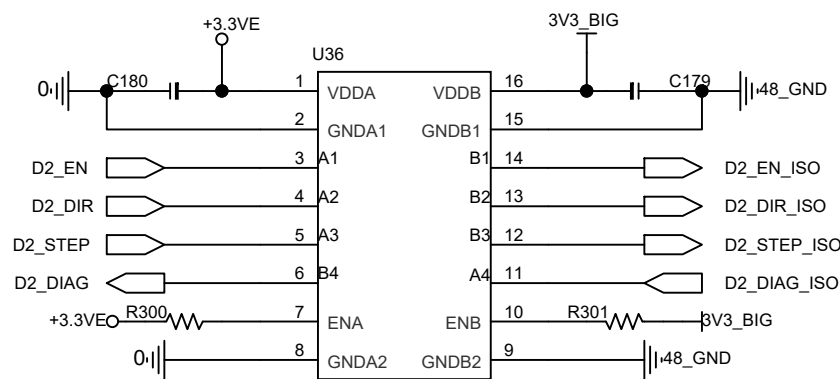 +3.3VE 3V3_BIG
U36
C180 C179
0 1 VDDA VDDB 16 48_GND
2 GNDA1 GNDB1 15
D2_EN 3 A1 B1 14 D2_EN_ISO
D2_DIR 4 A2 B2 13 D2_DIR_ISO
D2_STEP 5 A3 B3 12 D2_STEP_ISO
D2_DIAG 6 B4 A4 11 D2_DIAG_ISO
+3.3VE R300 7 ENA ENB 10 R301 3V3_BIG
0 8 GNDA2 GNDB2 9 48_GND